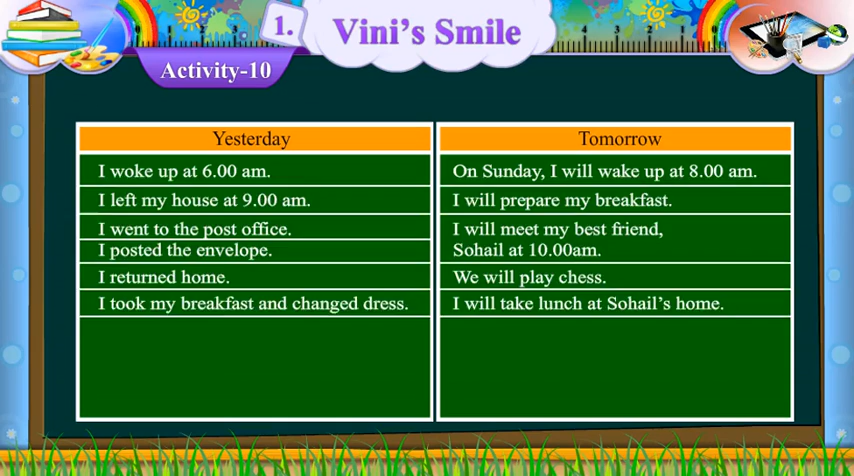 1.
Vini's Smile
Activity-10
Yesterday
I woke up at 6.00 am.
I left my house at 9.00 am.
I went to the post office.
I posted the envelope.
I returned home.
I took my breakfast and changed dress.
Tomorrow
On Sunday, I will wake up at 8.00 am.
I will prepare my breakfast.
I will meet my best friend,
Sohail at 10.00am.
We will play chess.
I will take lunch at Sohail's home.